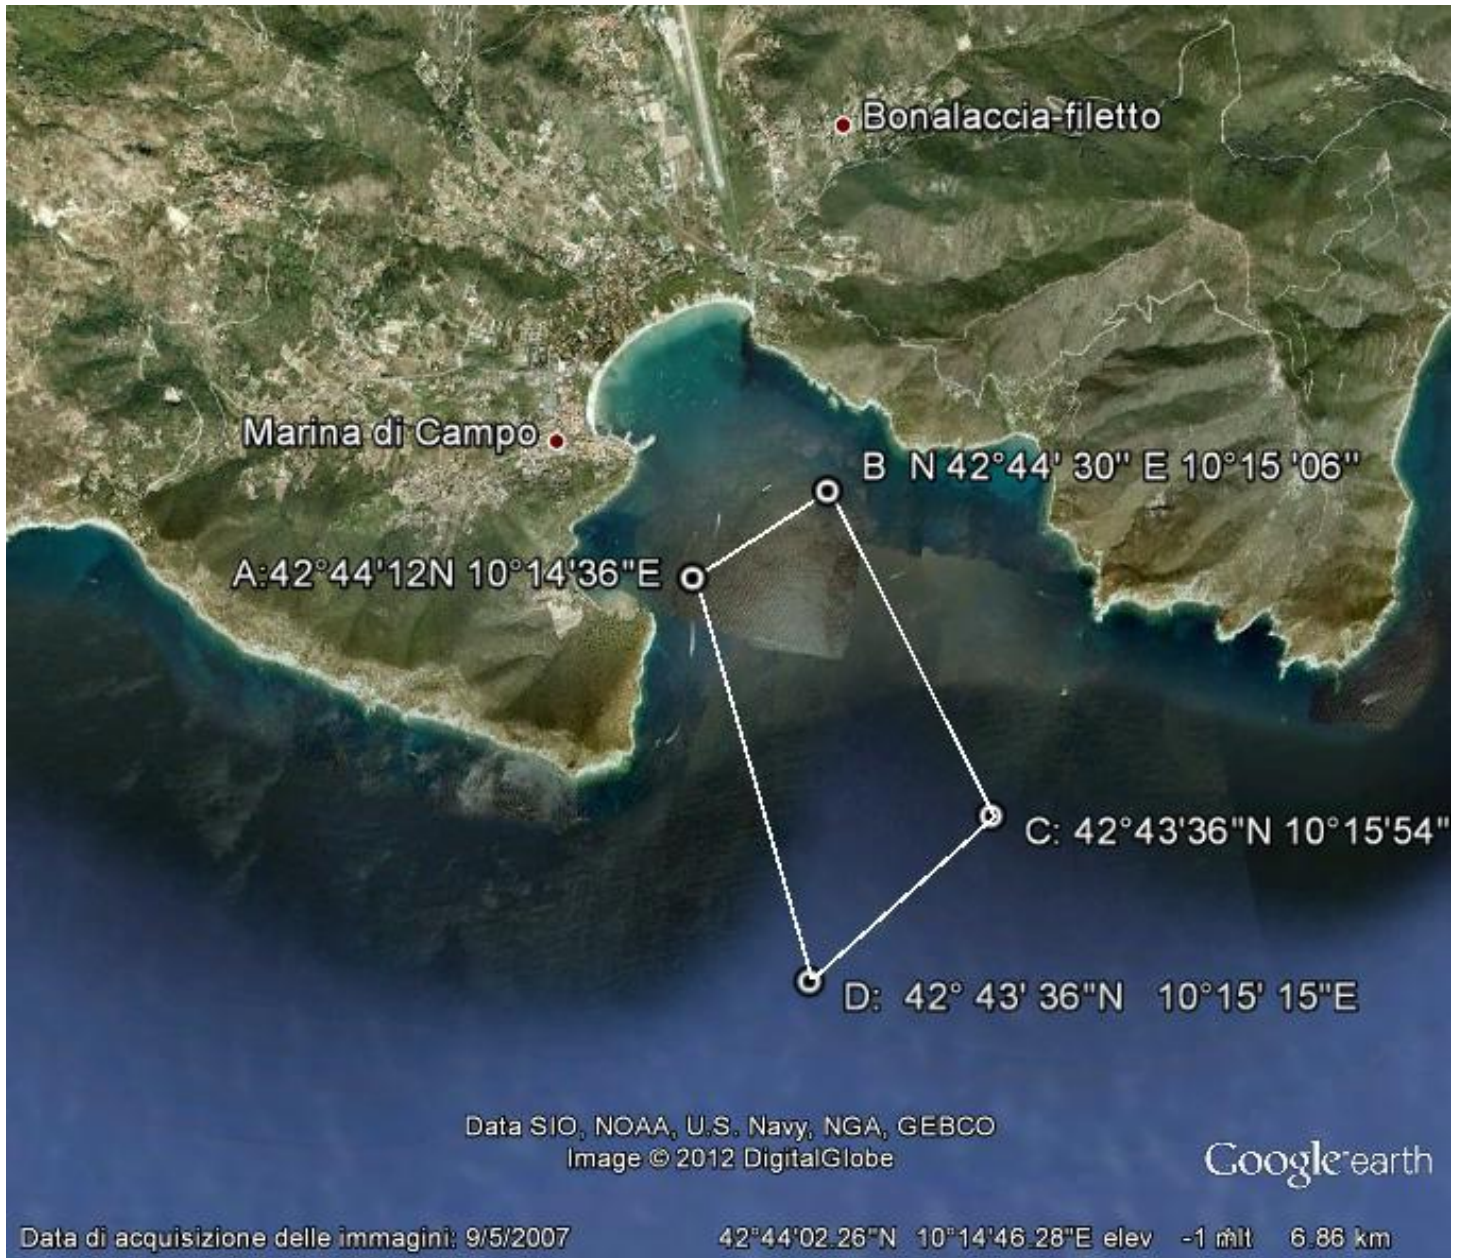 Bonalaccia-filetto
Marina di Campo
B N 42°44' 30'' E 10°15 '06''
A:42°44'12N 10°14'36"E
C: 42°43'36"N 10°15'54"
D: 42° 43' 36"N 10°15' 15"E
Data SIO, NOAA, U.S. Navy, NGA, GEBCO
Image © 2012 DigitalGlobe
Google earth
Data di acquisizione delle immagini: 9/5/2007 42°44'02.26"N 10°14'46.28"E elev -1 m 6.86 km